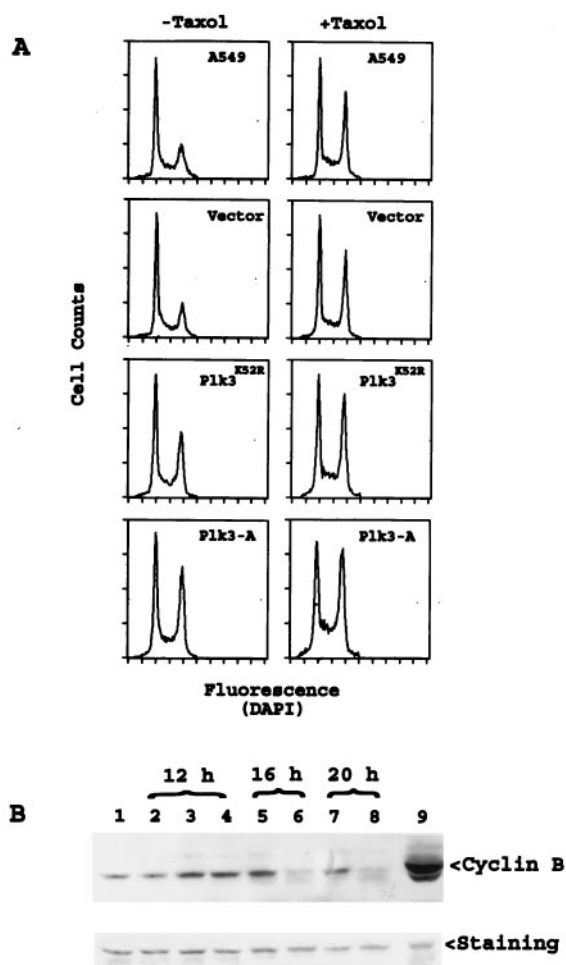 A
-Taxol +Taxol
A549 A549
Vector Vector
Plk3K52R Plk3K52R
Plk3-A Plk3-A
Cell Counts
Fluorescence
(DAPI)
B
12 h 16 h 20 h
1 2 3 4 5 6 7 8 9
<Cyclin B
<Staining